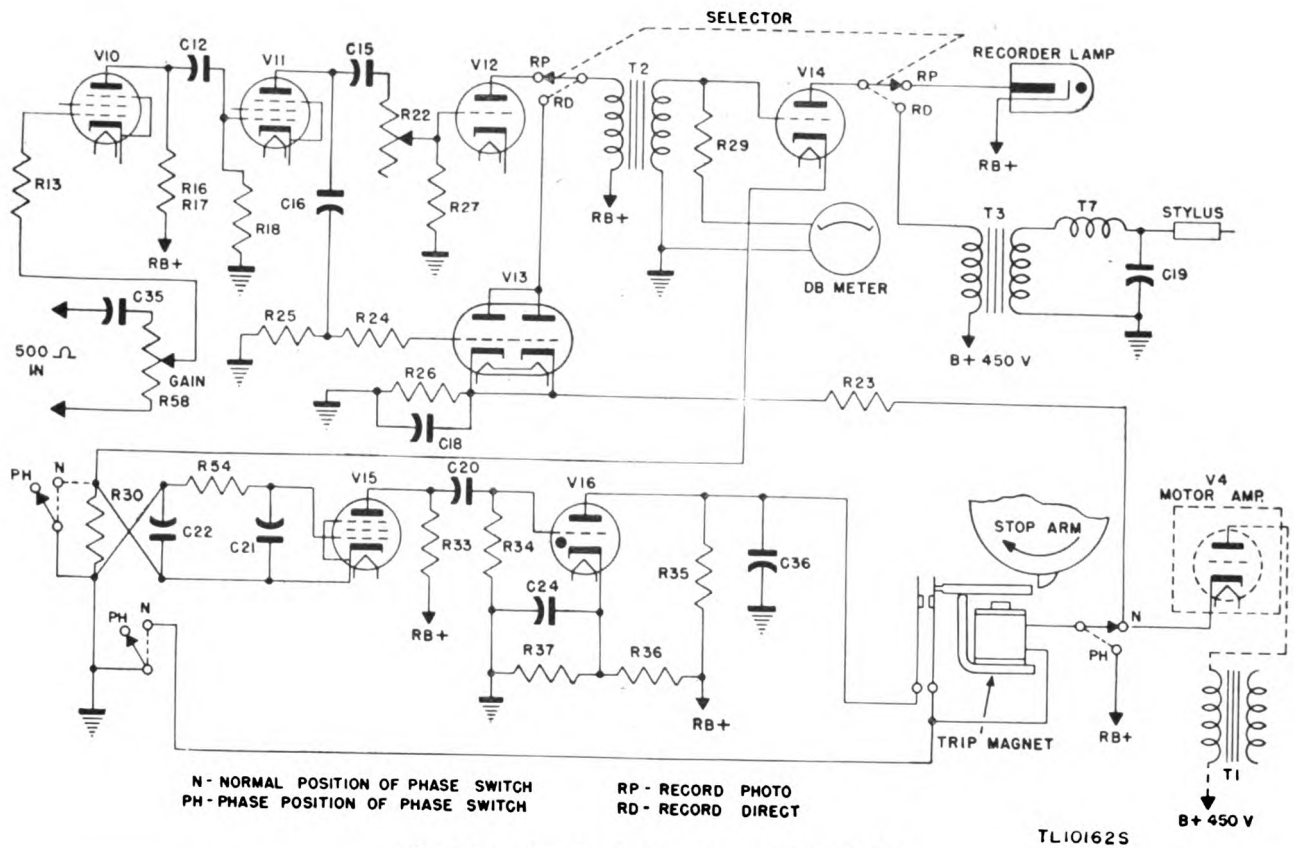 SELECTOR
V10
C12
V11
C15
V12
RP
T2
V14
RP
RECORDER LAMP
RD
RD
R22
R13
R16
R17
R18
C16
R27
R29
RB+
RB+
RB+
T3
T7
STYLUS
C19
V13
DB METER
C35
R25
R24
500 Ω
IN
GAIN
R58
R26
C18
R23
B+ 450 V
PH
N
R30
R54
C22
C21
V15
C20
V16
R33
R34
C24
R35
C36
STOP ARM
V4
MOTOR AMP.
PH
N
RB+
R37
R36
RB+
N
PH
RB+
TRIP MAGNET
T1
B+ 450 V
N - NORMAL POSITION OF PHASE SWITCH
PH - PHASE POSITION OF PHASE SWITCH
RP - RECORD PHOTO
RD - RECORD DIRECT
TL10162S